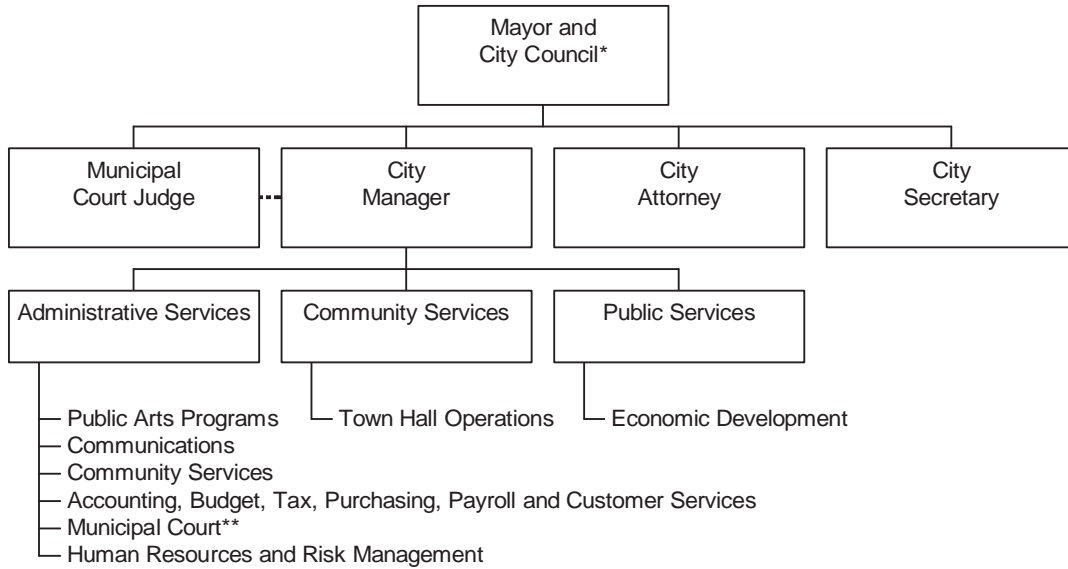 Mayor and
City Council*
Municipal
Court Judge
City
Manager
City
Attorney
City
Secretary
Administrative Services
Community Services
Public Services
Public Arts Programs
Communications
Community Services
Accounting, Budget, Tax, Purchasing, Payroll and Customer Services
Municipal Court**
Human Resources and Risk Management
Town Hall Operations
Economic Development